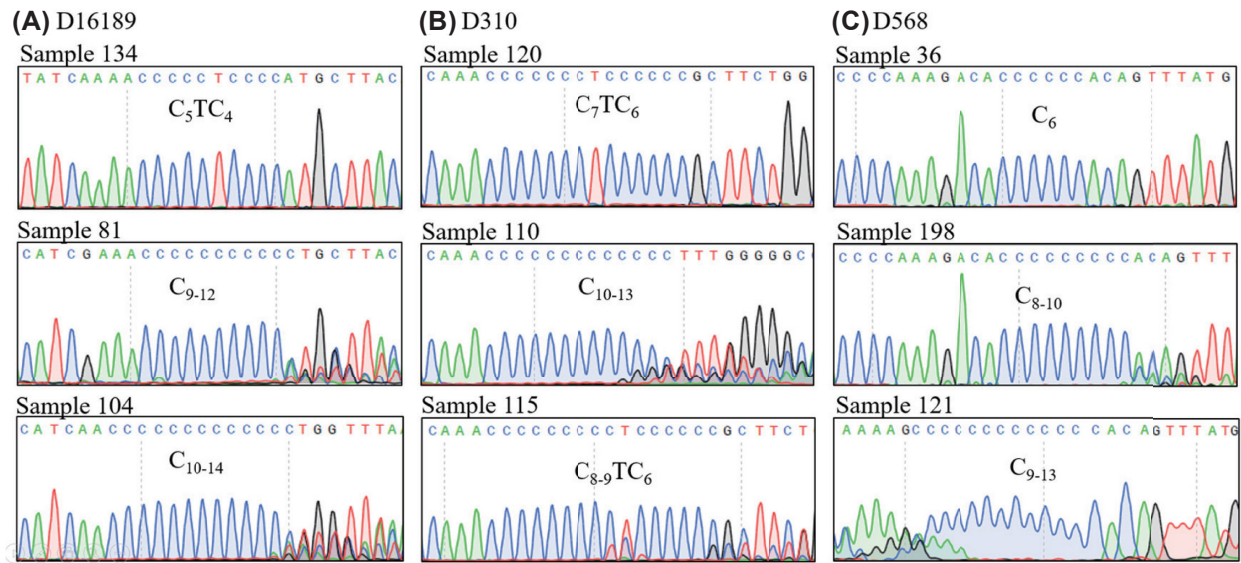 (A) D16189
Sample 134
TATCAAAACCCCCTCCCCATGCTTAC
C5TC4
Sample 81
CATCGAAACCCCCCCCCCCTGCTTAC
C9-12
Sample 104
CATCAACCCCCCCCCCCCCTGGTTTA
C10-14
(B) D310
Sample 120
CAAACCCCCCCTCCCCCCGCTTCTGG
C7TC6
Sample 110
CAAACCCCCCCCCCCCCTTTGGGGGC
C10-13
Sample 115
CAAACCCCCCCCCTCCCCCCGCTTCT
C8-9TC6
(C) D568
Sample 36
CCCCAAAGACACCCCCCACAGTTTATG
C6
Sample 198
CCCCAAAGACACCCCCCCCCACAGTTT
C8-10
Sample 121
AAAAGCCCCCCCCCCCCCACAGTTTATG
C9-13